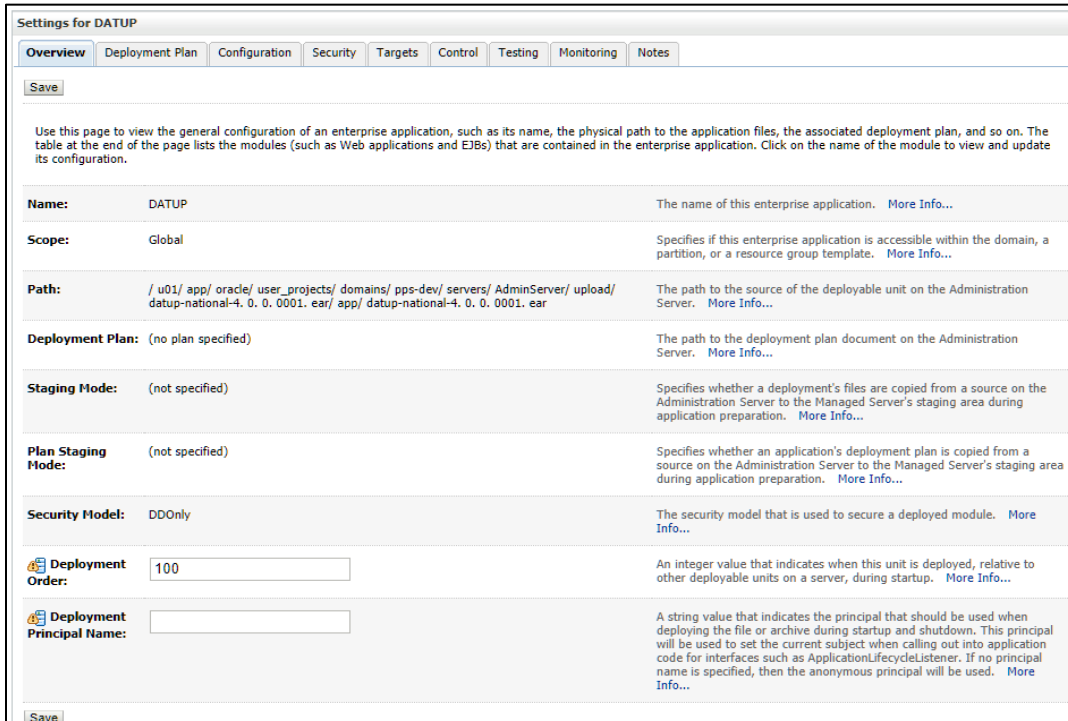 Settings for DATUP
Overview Deployment Plan Configuration Security Targets Control Testing Monitoring Notes
Save
Use this page to view the general configuration of an enterprise application, such as its name, the physical path to the application files, the associated deployment plan, and so on. The
table at the end of the page lists the modules (such as Web applications and EJBs) that are contained in the enterprise application. Click on the name of the module to view and update
its configuration.
Name: DATUP The name of this enterprise application. More Info...
Scope: Global Specifies if this enterprise application is accessible within the domain, a
partition, or a resource group template. More Info...
Path: / u01/ app/ oracle/ user_projects/ domains/ pps-dev/ servers/ AdminServer/ upload/ The path to the source of the deployable unit on the Administration
datup-national-4. 0. 0. 0001. ear/ app/ datup-national-4. 0. 0. 0001. ear Server. More Info...
Deployment Plan: (no plan specified) The path to the deployment plan document on the Administration
Server. More Info...
Staging Mode: (not specified) Specifies whether a deployment's files are copied from a source on the
Administration Server to the Managed Server's staging area during
application preparation. More Info...
Plan Staging (not specified) Specifies whether an application's deployment plan is copied from a
Mode: source on the Administration Server to the Managed Server's staging area
during application preparation. More Info...
Security Model: DDOnly The security model that is used to secure a deployed module. More
Info...
Deployment 100 An integer value that indicates when this unit is deployed, relative to
Order: other deployable units on a server, during startup. More Info...
Deployment A string value that indicates the principal that should be used when
Principal Name: deploying the file or archive during startup and shutdown. This principal
will be used to set the current subject when calling out into application
code for interfaces such as ApplicationLifecycleListener. If no principal
name is specified, then the anonymous principal will be used. More
Info...
Save